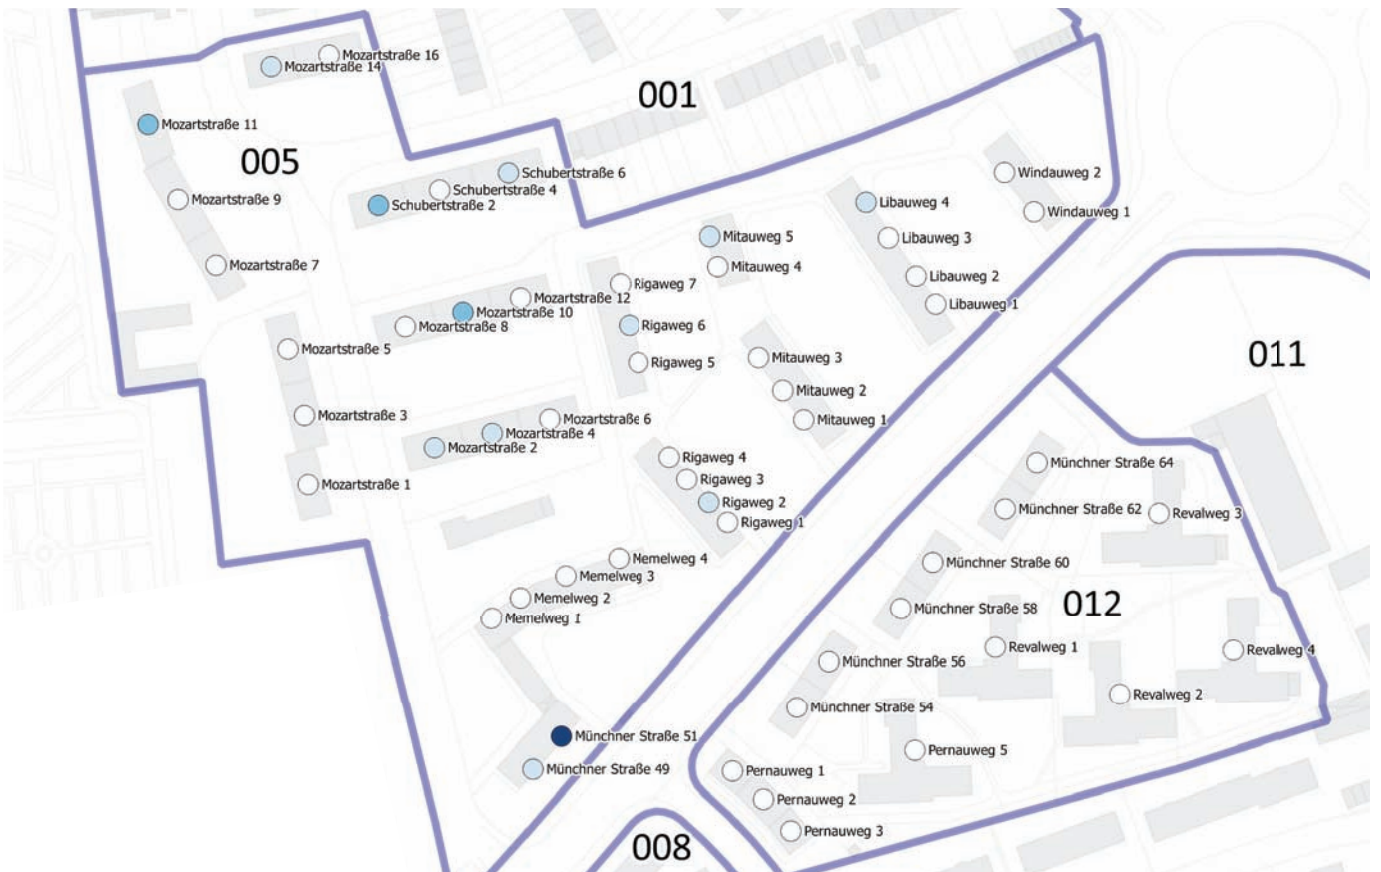 Mozartstraße 16
Mozartstraße 14
001
Mozartstraße 11
005
Schubertstraße 6
Windauweg 2
Schubertstraße 4
Mozartstraße 9
Schubertstraße 2
Libauweg 4
Windauweg 1
Mitauweg 5
Libauweg 3
Mozartstraße 7
Mitauweg 4
Libauweg 2
Rigaweg 7
Mozartstraße 12
Libauweg 1
Mozartstraße 10
Mozartstraße 8
Rigaweg 6
Mozartstraße 5
011
Mitauweg 3
Rigaweg 5
Mitauweg 2
Mozartstraße 3
Mozartstraße 6
Mitauweg 1
Mozartstraße 4
Mozartstraße 2
Rigaweg 4
Münchner Straße 64
Rigaweg 3
Mozartstraße 1
Rigaweg 2
Münchner Straße 62
Revalweg 3
Rigaweg 1
Memelweg 4
Münchner Straße 60
Memelweg 3
Memelweg 2
012
Münchner Straße 58
Memelweg 1
Revalweg 1
Revalweg 4
Münchner Straße 56
Revalweg 2
Münchner Straße 54
Münchner Straße 51
Pernauweg 5
Münchner Straße 49
Pernauweg 1
Pernauweg 2
Pernauweg 3
008